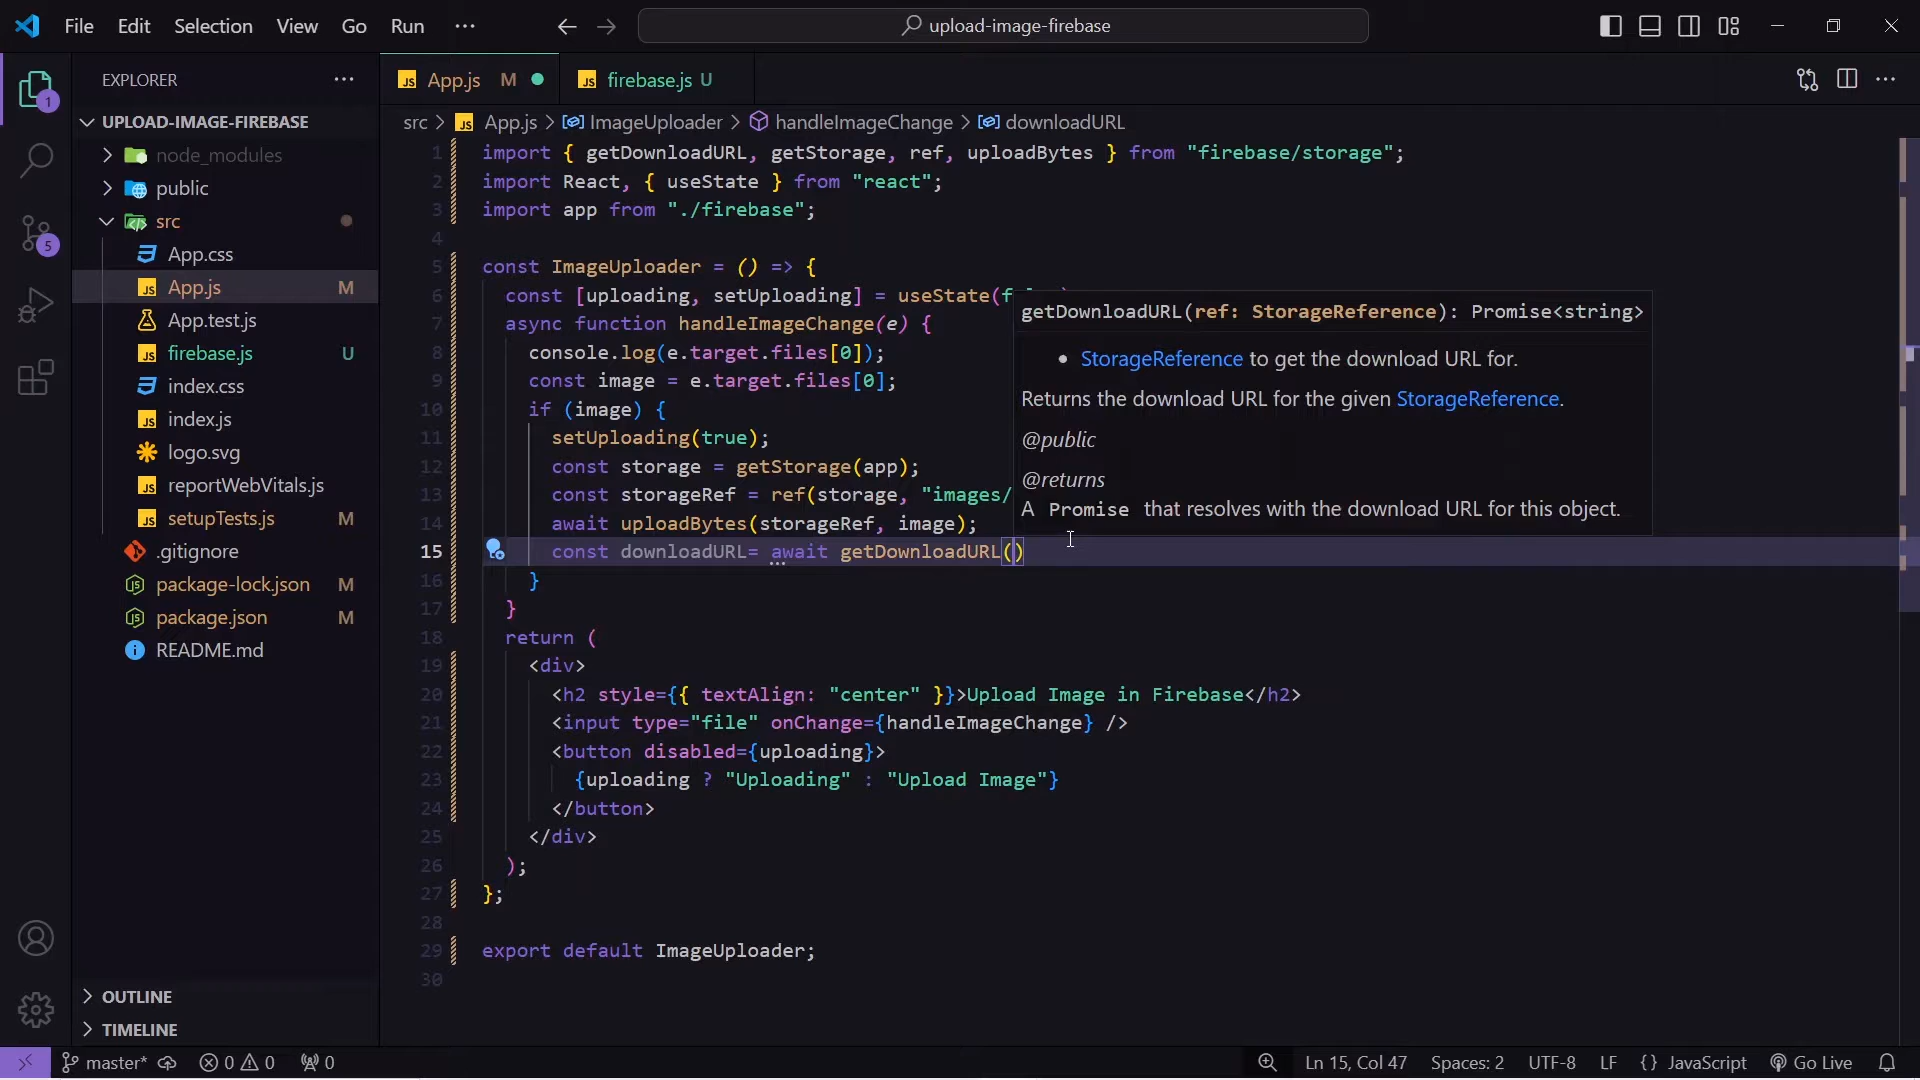 File Edit Selection View Go Run ... upload-image-firebase
EXPLORER ...
UPLOAD-IMAGE-FIREBASE
node_modules
public
src
App.css
App.js M
App.test.js
firebase.js U
index.css
index.js
logo.svg
reportWebVitals.js
setupTests.js M
.gitignore
package-lock.json M
package.json M
README.md
OUTLINE
TIMELINE
1
5
JS App.js M JS firebase.js U
src > JS App.js > ImageUploader > handleImageChange > downloadURL
1 import { getDownloadURL, getStorage, ref, uploadBytes } from "firebase/storage";
2 import React, { useState } from "react";
3 import app from "./firebase";
4
5 const ImageUploader = () => {
6 const [uploading, setUploading] = useState(
7 async function handleImageChange(e) {
8 console.log(e.target.files[0]);
9 const image = e.target.files[0];
10 if (image) {
11 setUploading(true);
12 const storage = getStorage(app);
13 const storageRef = ref(storage, "images/
14 await uploadBytes(storageRef, image);
15 const downloadURL= await getDownloadURL()
16 }
17 }
18 return (
19 <div>
20 <h2 style={{ textAlign: "center" }}>Upload Image in Firebase</h2>
21 <input type="file" onChange={handleImageChange} />
22 <button disabled={uploading}>
23 {uploading ? "Uploading" : "Upload Image"}
24 </button>
25 </div>
26 );
27 };
28
29 export default ImageUploader;
30
getDownloadURL(ref: StorageReference): Promise<string>
• StorageReference to get the download URL for.
Returns the download URL for the given StorageReference.
@public
@returns
A Promise that resolves with the download URL for this object.
master* 0 0 0 Ln 15, Col 47 Spaces: 2 UTF-8 LF {} JavaScript Go Live